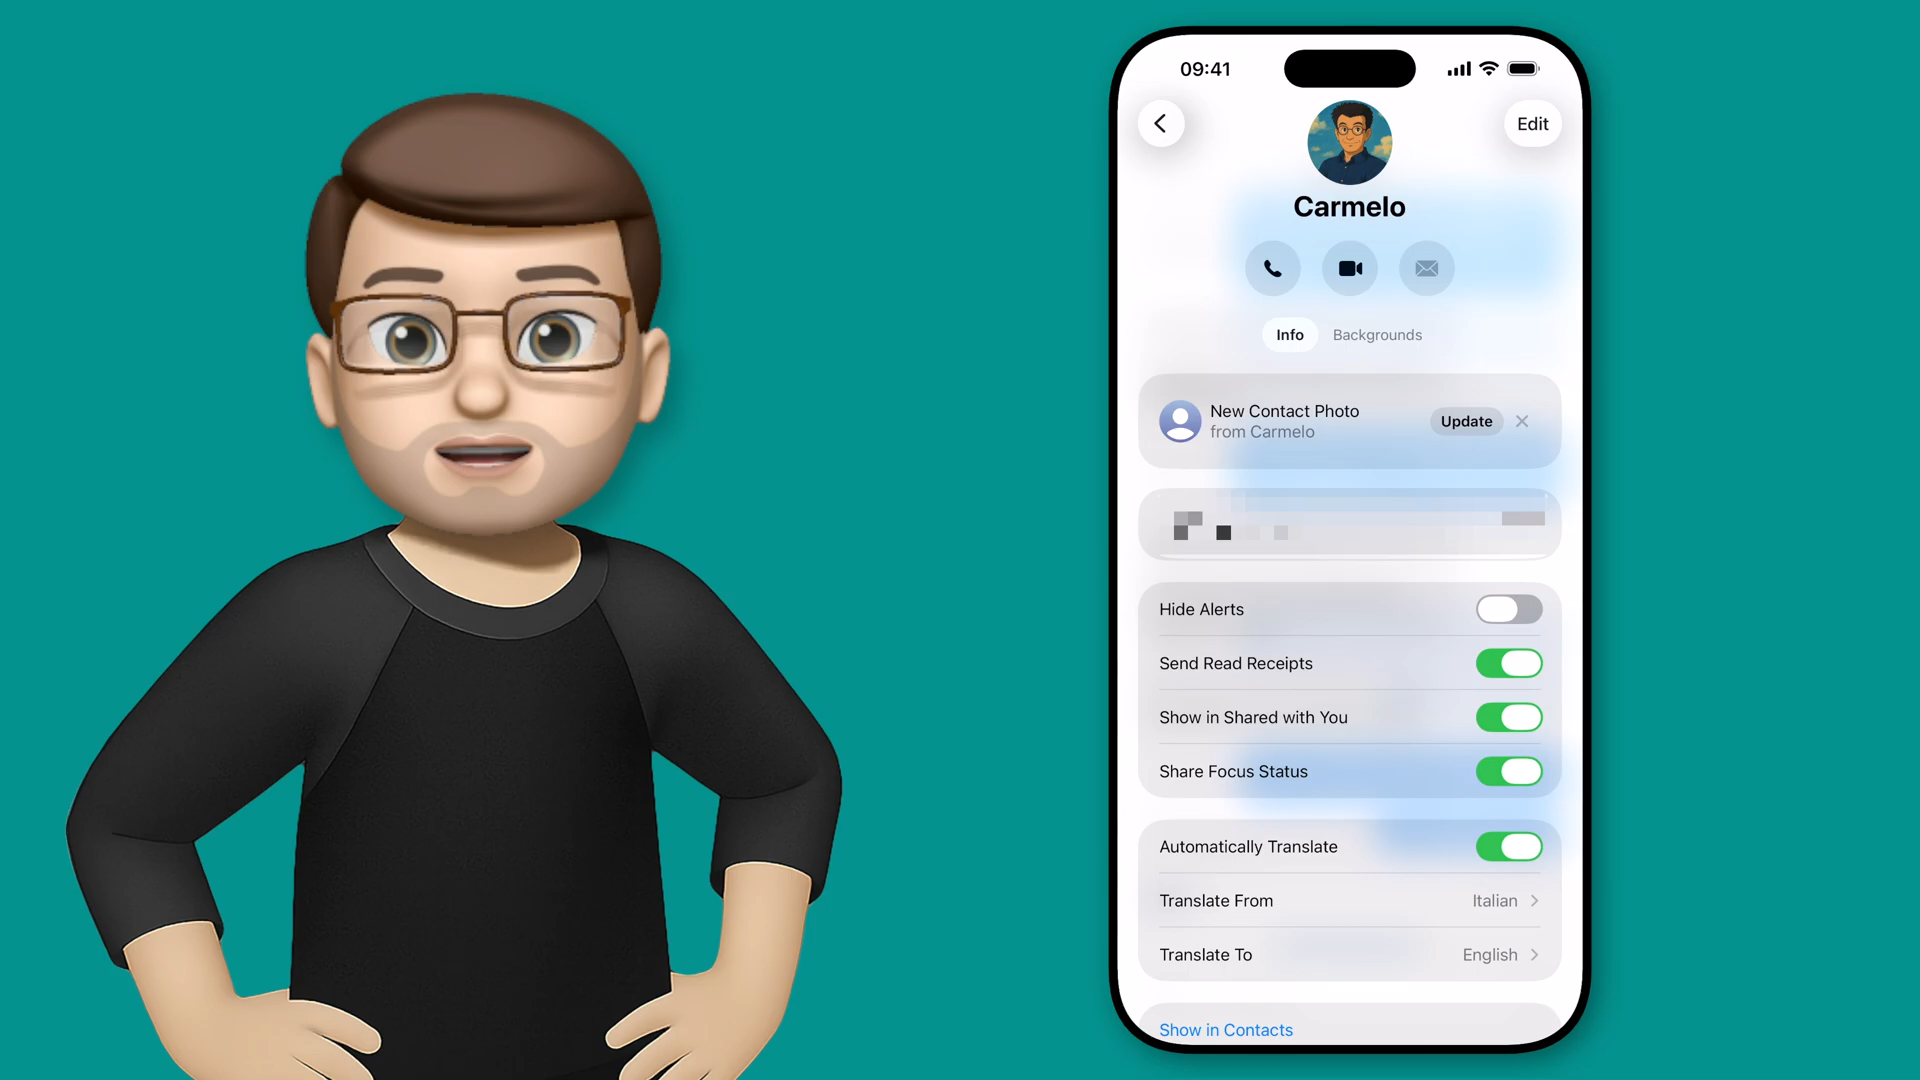 09:41
Edit
Carmelo
Info Backgrounds
New Contact Photo
from Carmelo
Update
Hide Alerts
Send Read Receipts
Show in Shared with You
Share Focus Status
Automatically Translate
Translate From Italian
Translate To English
Show in Contacts